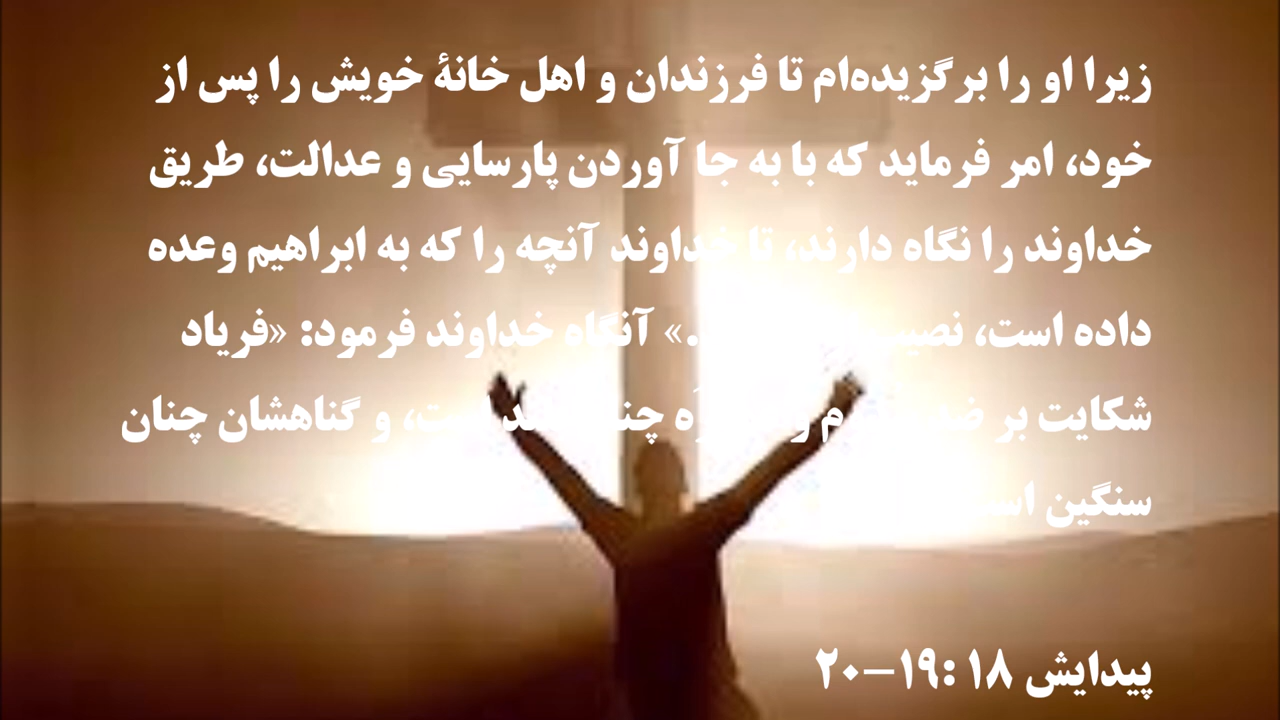 زیرا او را برگزیده‌ام تا فرزندان و اهل خانهٔ خویش را پس از
خود، امر فرماید که با به جا آوردن پارسایی و عدالت، طریق
خداوند را نگاه دارند، تا خداوند آنچه را که به ابراهیم وعده
داده است، نصیب .» آنگاه خداوند فرمود: «فریاد
شکایت بر چنان است، و گناهشان چنان
سنگین
پیدایش ۱۸ :۱۹-۲۰